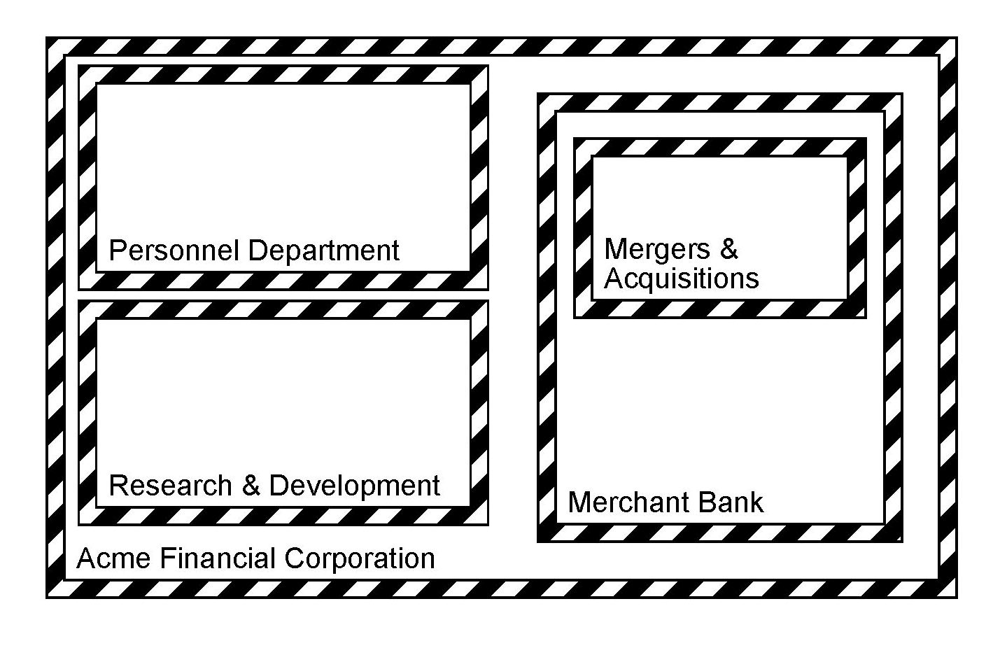 Personnel Department
Mergers &
Acquisitions
Research & Development
Merchant Bank
Acme Financial Corporation